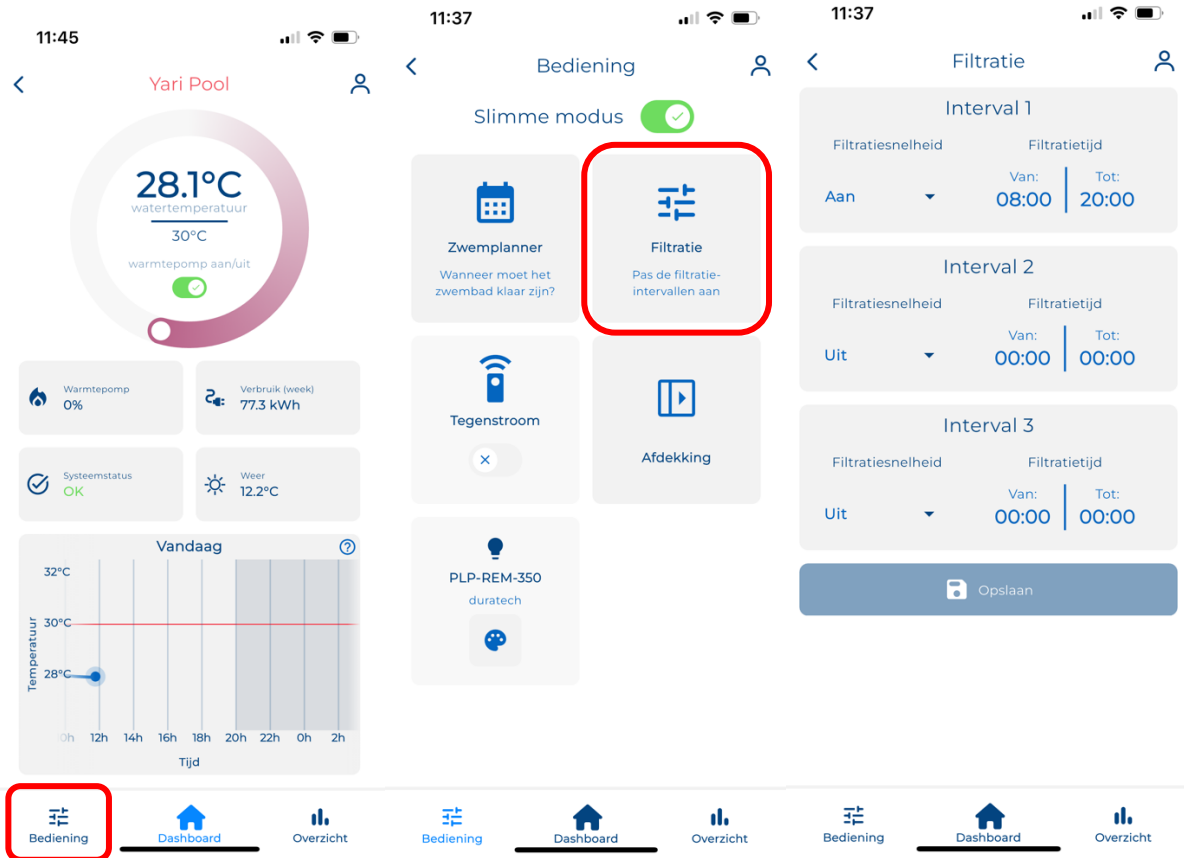 11:45
Yari Pool
28.1°C
watertemperatuur
30°C
warmtepomp aan/uit
Warmtepomp
0%
Verbruik (week)
77.3 kWh
Systeemstatus
OK
Weer
12.2°C
Vandaag
32°C
30°C
28°C
Temperatuur
0h 12h 14h 16h 18h 20h 22h 0h 2h
Tijd
Bediening Dashboard Overzicht
11:37
Bediening
Slimme modus
Zwemplanner
Wanneer moet het
zwembad klaar zijn?
Filtratie
Pas de filtratie-
intervallen aan
Tegenstroom
Afdekking
PLP-REM-350
duratech
Bediening Dashboard Overzicht
11:37
Filtratie
Interval 1
Filtratiesnelheid Filtratietijd
Van: Tot:
Aan 08:00 20:00
Interval 2
Filtratiesnelheid Filtratietijd
Van: Tot:
Uit 00:00 00:00
Interval 3
Filtratiesnelheid Filtratietijd
Van: Tot:
Uit 00:00 00:00
Opslaan
Bediening Dashboard Overzicht